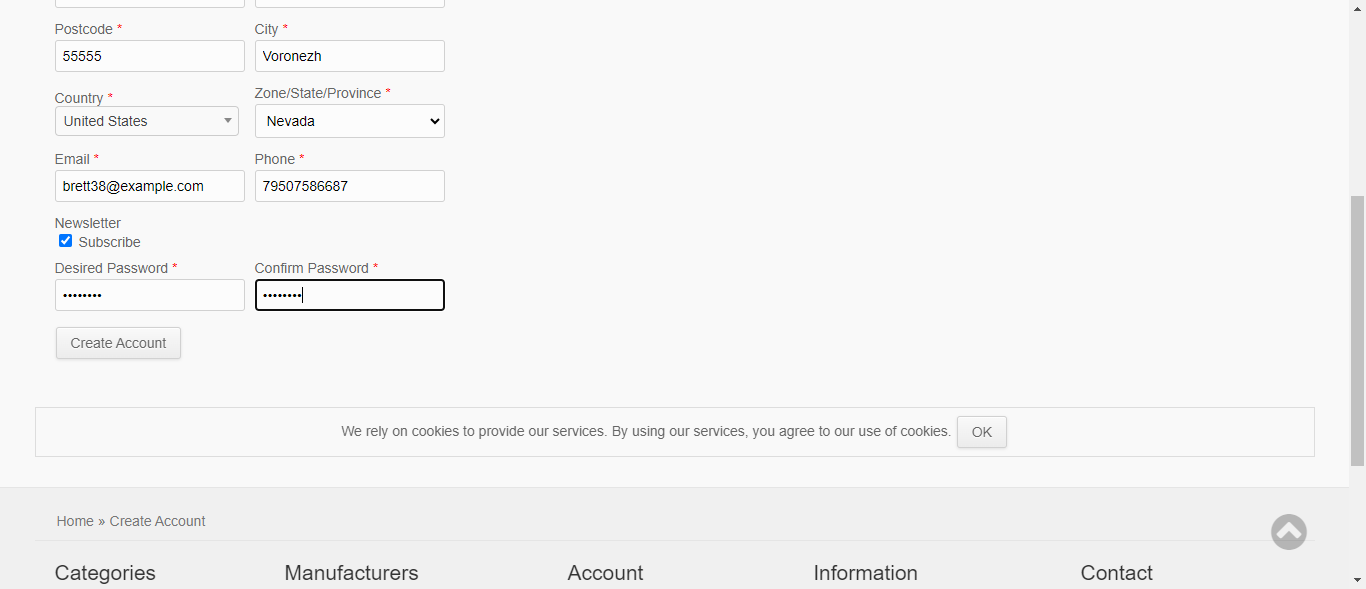 Postcode * City *
55555 Voronezh
Country * Zone/State/Province *
United States Nevada
Email * Phone *
brett38@example.com 79507586687
Newsletter
Subscribe
Desired Password * Confirm Password *
•••••••• ••••••••
Create Account
We rely on cookies to provide our services. By using our services, you agree to our use of cookies. OK
Home » Create Account
Categories Manufacturers Account Information Contact